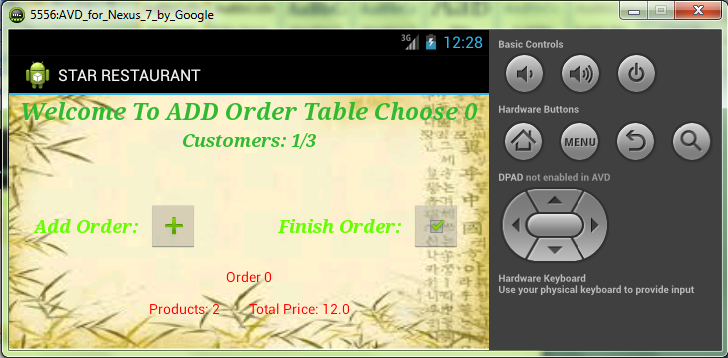 5556:AVD_for_Nexus_7_by_Google
3G 12:28
STAR RESTAURANT
Welcome To ADD Order Table Choose 0
Customers: 1/3
Add Order: Finish Order:
Order 0
Products: 2 Total Price: 12.0
Basic Controls
Hardware Buttons
MENU
DPAD not enabled in AVD
Hardware Keyboard
Use your physical keyboard to provide input